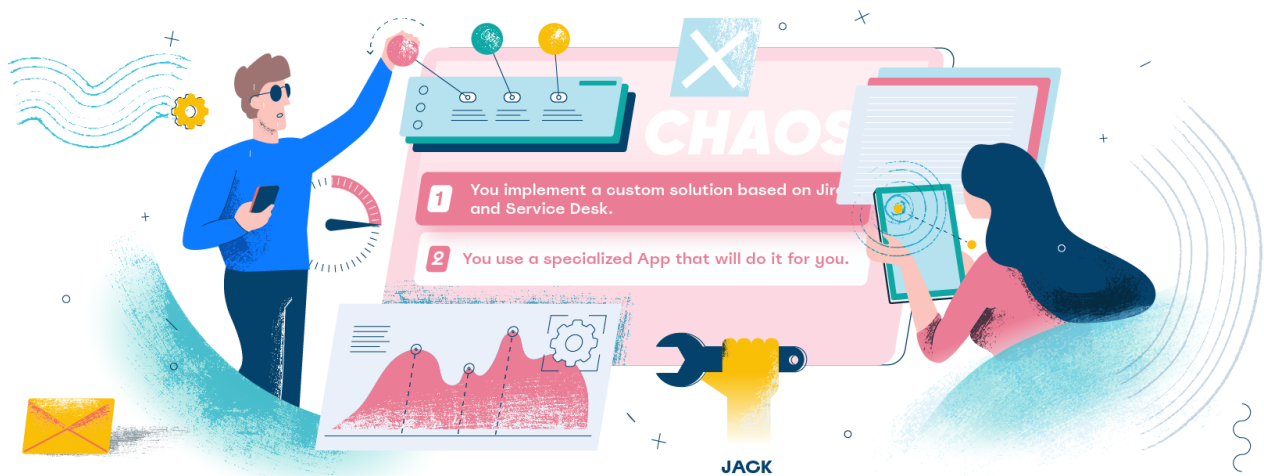 CHAOS
1
You implement a custom solution based on Jira
and Service Desk.
2
You use a specialized App that will do it for you.
JACK